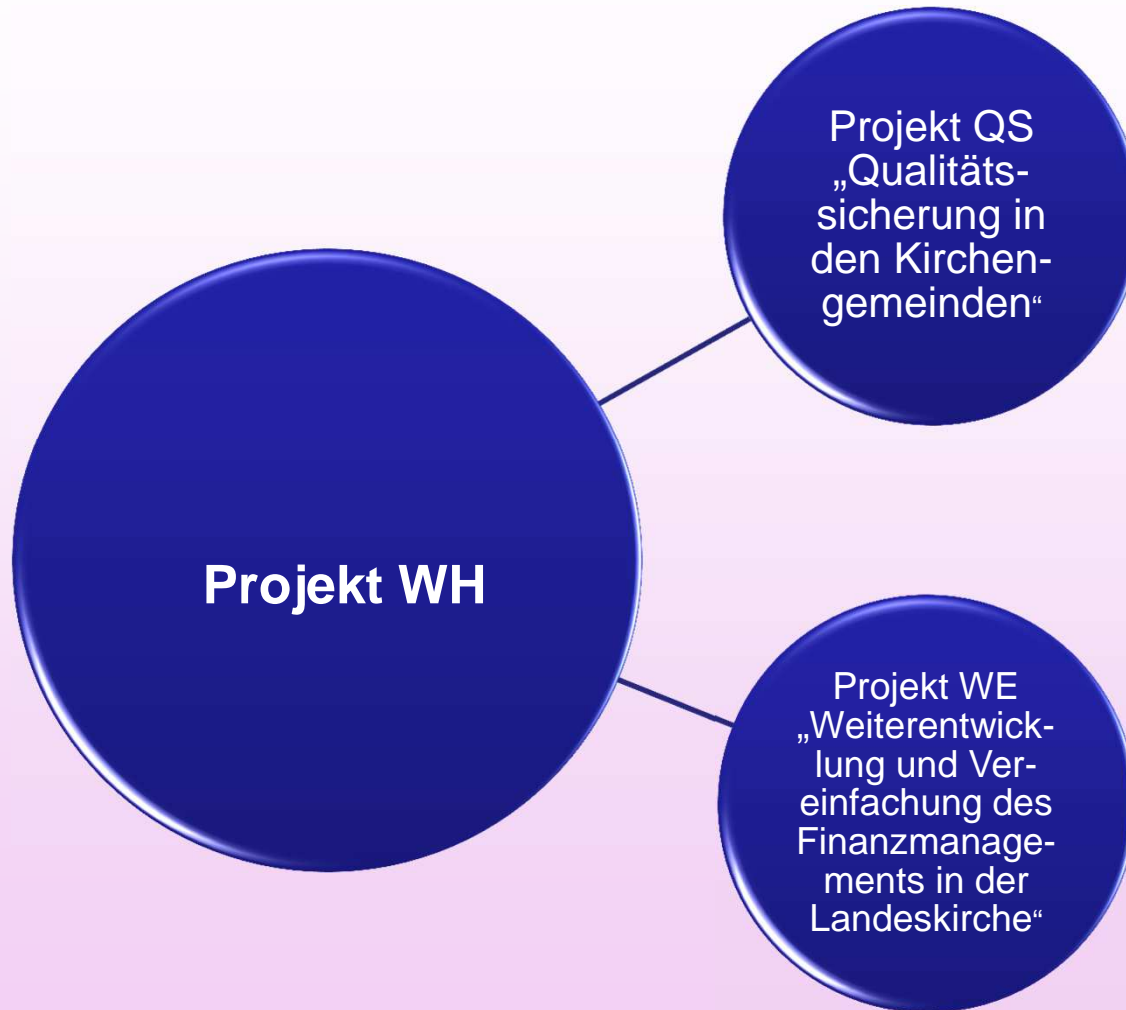 Projekt QS
„Qualitäts-
sicherung in
den Kirchen-
gemeinden“
Projekt WH
Projekt WE
„Weiterentwick-
lung und Ver-
einfachung des
Finanzmanage-
ments in der
Landeskirche“